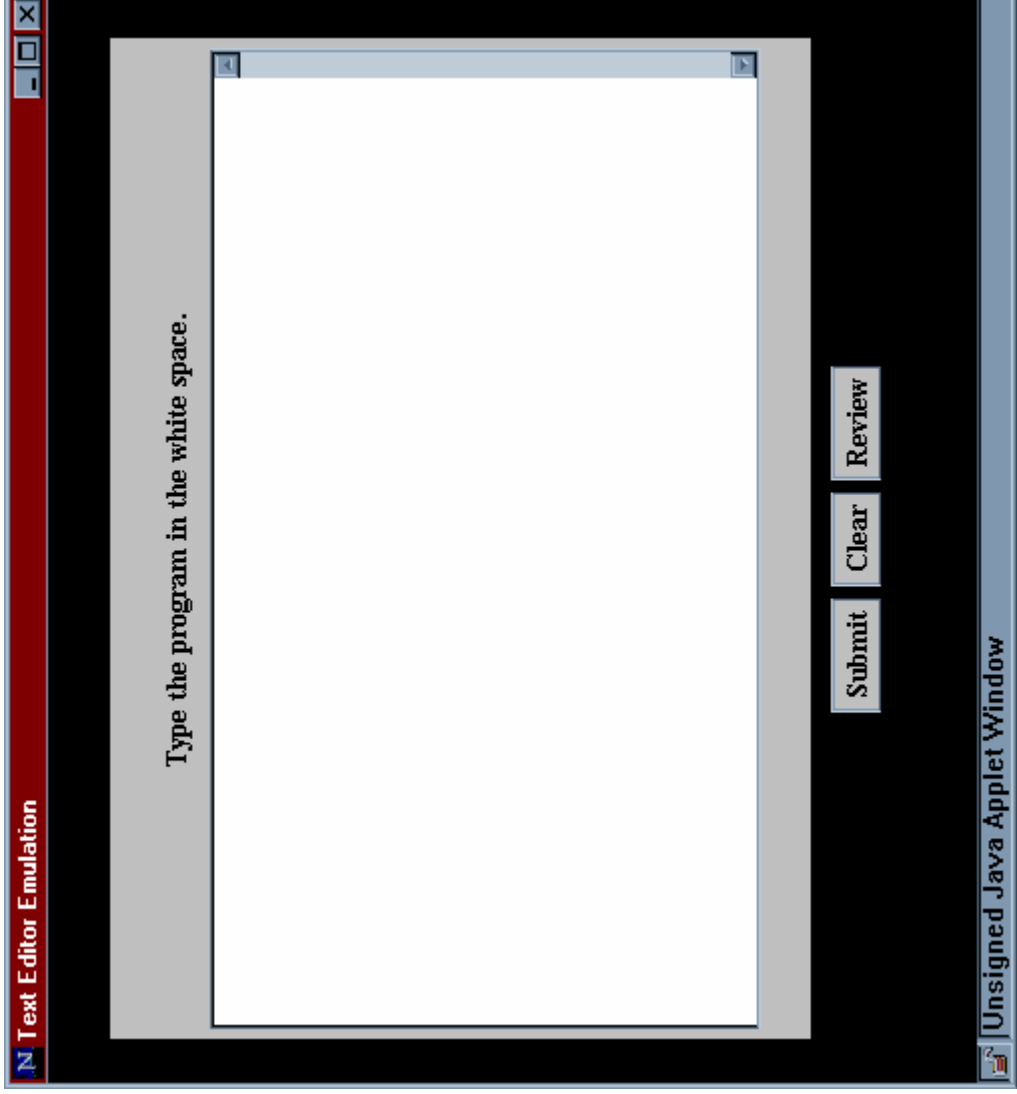 Text Editor Emulation
Type the program in the white space.
Submit Clear Review
Unsigned Java Applet Window